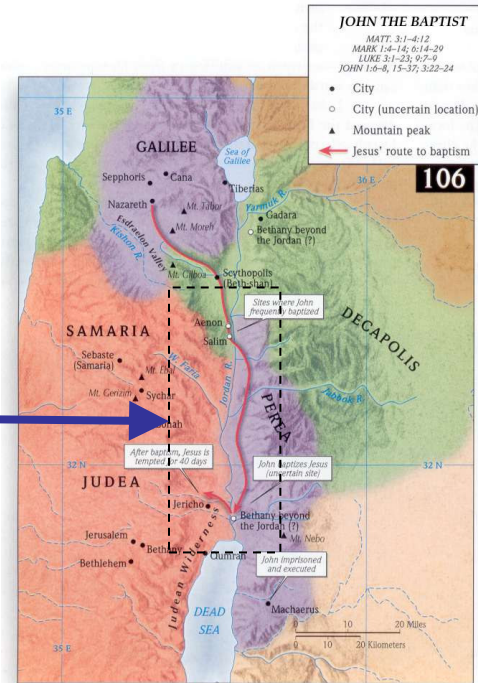 JOHN THE BAPTIST
MATT. 3:1–4:12
MARK 1:4–14; 6:14–29
LUKE 3:1–23; 9:7–9
JOHN 1:6–8, 15–37; 3:22–24
City
City (uncertain location)
Mountain peak
Jesus' route to baptism
106
35 E
36 E
GALILEE
Sea of
Galilee
Sepphoris
Cana
Tiberias
Nazareth
Mt. Tabor
Yarmuk R.
Gadara
Mt. Moreh
Bethany beyond
the Jordan (?)
Esdraelon Valley
Kishon R.
Mt. Gilboa
Scythopolis
(Beth-shan)
Sites where John
frequently baptized
DECAPOLIS
Aenon
Salim
SAMARIA
Sebaste
(Samaria)
Mt. Ebal
W. Faria
Jordan R.
Mt. Gerizim
Sychar
Jabbok R.
PEREA
onah
After baptism, Jesus is
tempted for 40 days
32 N
John baptizes Jesus
(uncertain site)
32 N
JUDEA
Jericho
Bethany beyond
the Jordan (?)
Jerusalem
Bethany
Mt. Nebo
Qumran
Bethlehem
John imprisoned
and executed
Judean Wilderness
DEAD
SEA
Machaerus
0 10 20 Miles
0 10 20 Kilometers
35 E